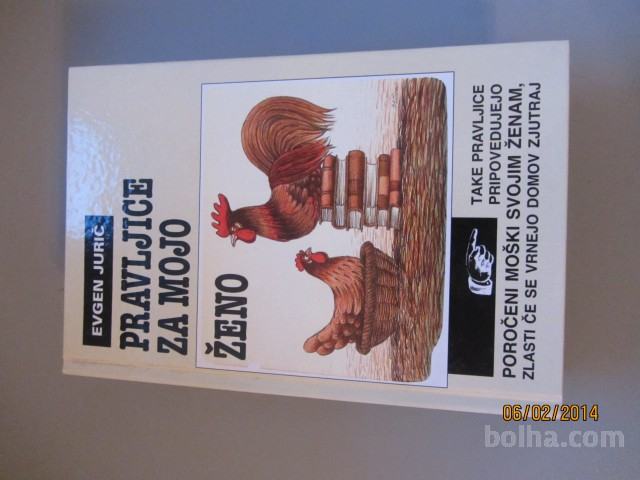 EVGEN JURIČ
PRAVLJICE
ZA MOJO
ŽENO
TAKE PRAVLJICE
PRIPOVEDUJEJO
POROČENI MOŠKI SVOJIM ŽENAM,
ZLASTI ČE SE VRNEJO DOMOV ZJUTRAJ
06/02/2014
bolha.com